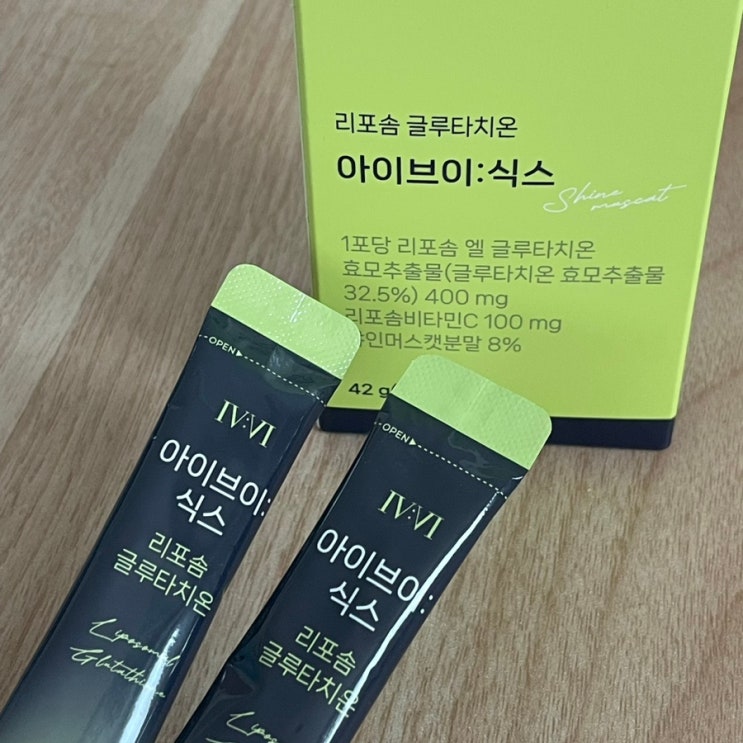 리포솜 글루타치온
아이브이:식스
Shine
muscat
1포당 리포솜 엘 글루타치온
효모추출물(글루타치온 효모추출물
32.5%) 400 mg
리포솜비타민C 100 mg
샤인머스캣분말 8%
42 g
OPEN
IV:VI
아이브이:
식스
리포솜
글루타치온
Liposomal
Glutathione
OPEN
IV:VI
아이브이:
식스
리포솜
글루타치온
Liposomal